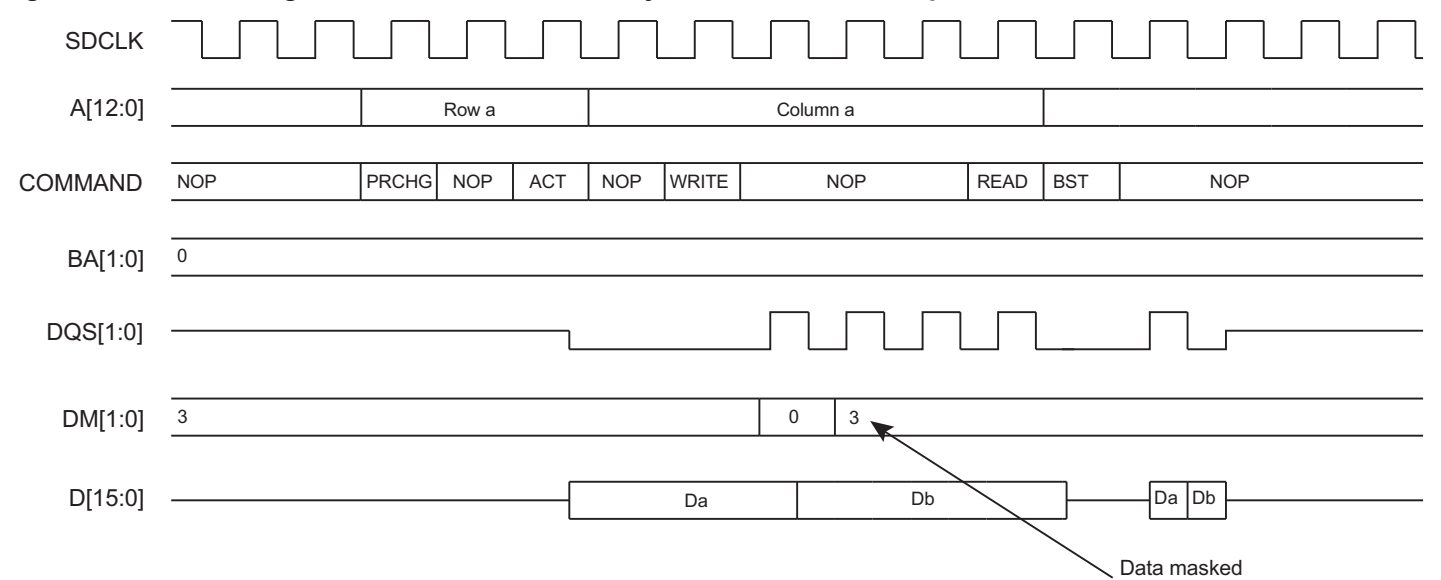 SDCLK
A[12:0] Row a Column a
COMMAND NOP PRCHG NOP ACT NOP WRITE NOP READ BST NOP
BA[1:0] 0
DQS[1:0]
DM[1:0] 3 0 3
D[15:0] Da Db Da Db
Data masked